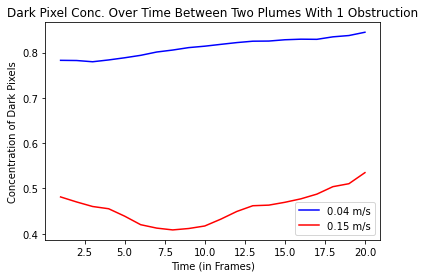 Dark Pixel Conc. Over Time Between Two Plumes With 1 Obstruction
Concentration of Dark Pixels
0.8
0.7
0.6
0.5
0.4
0.04 m/s
0.15 m/s
2.5 5.0 7.5 10.0 12.5 15.0 17.5 20.0
Time (in Frames)